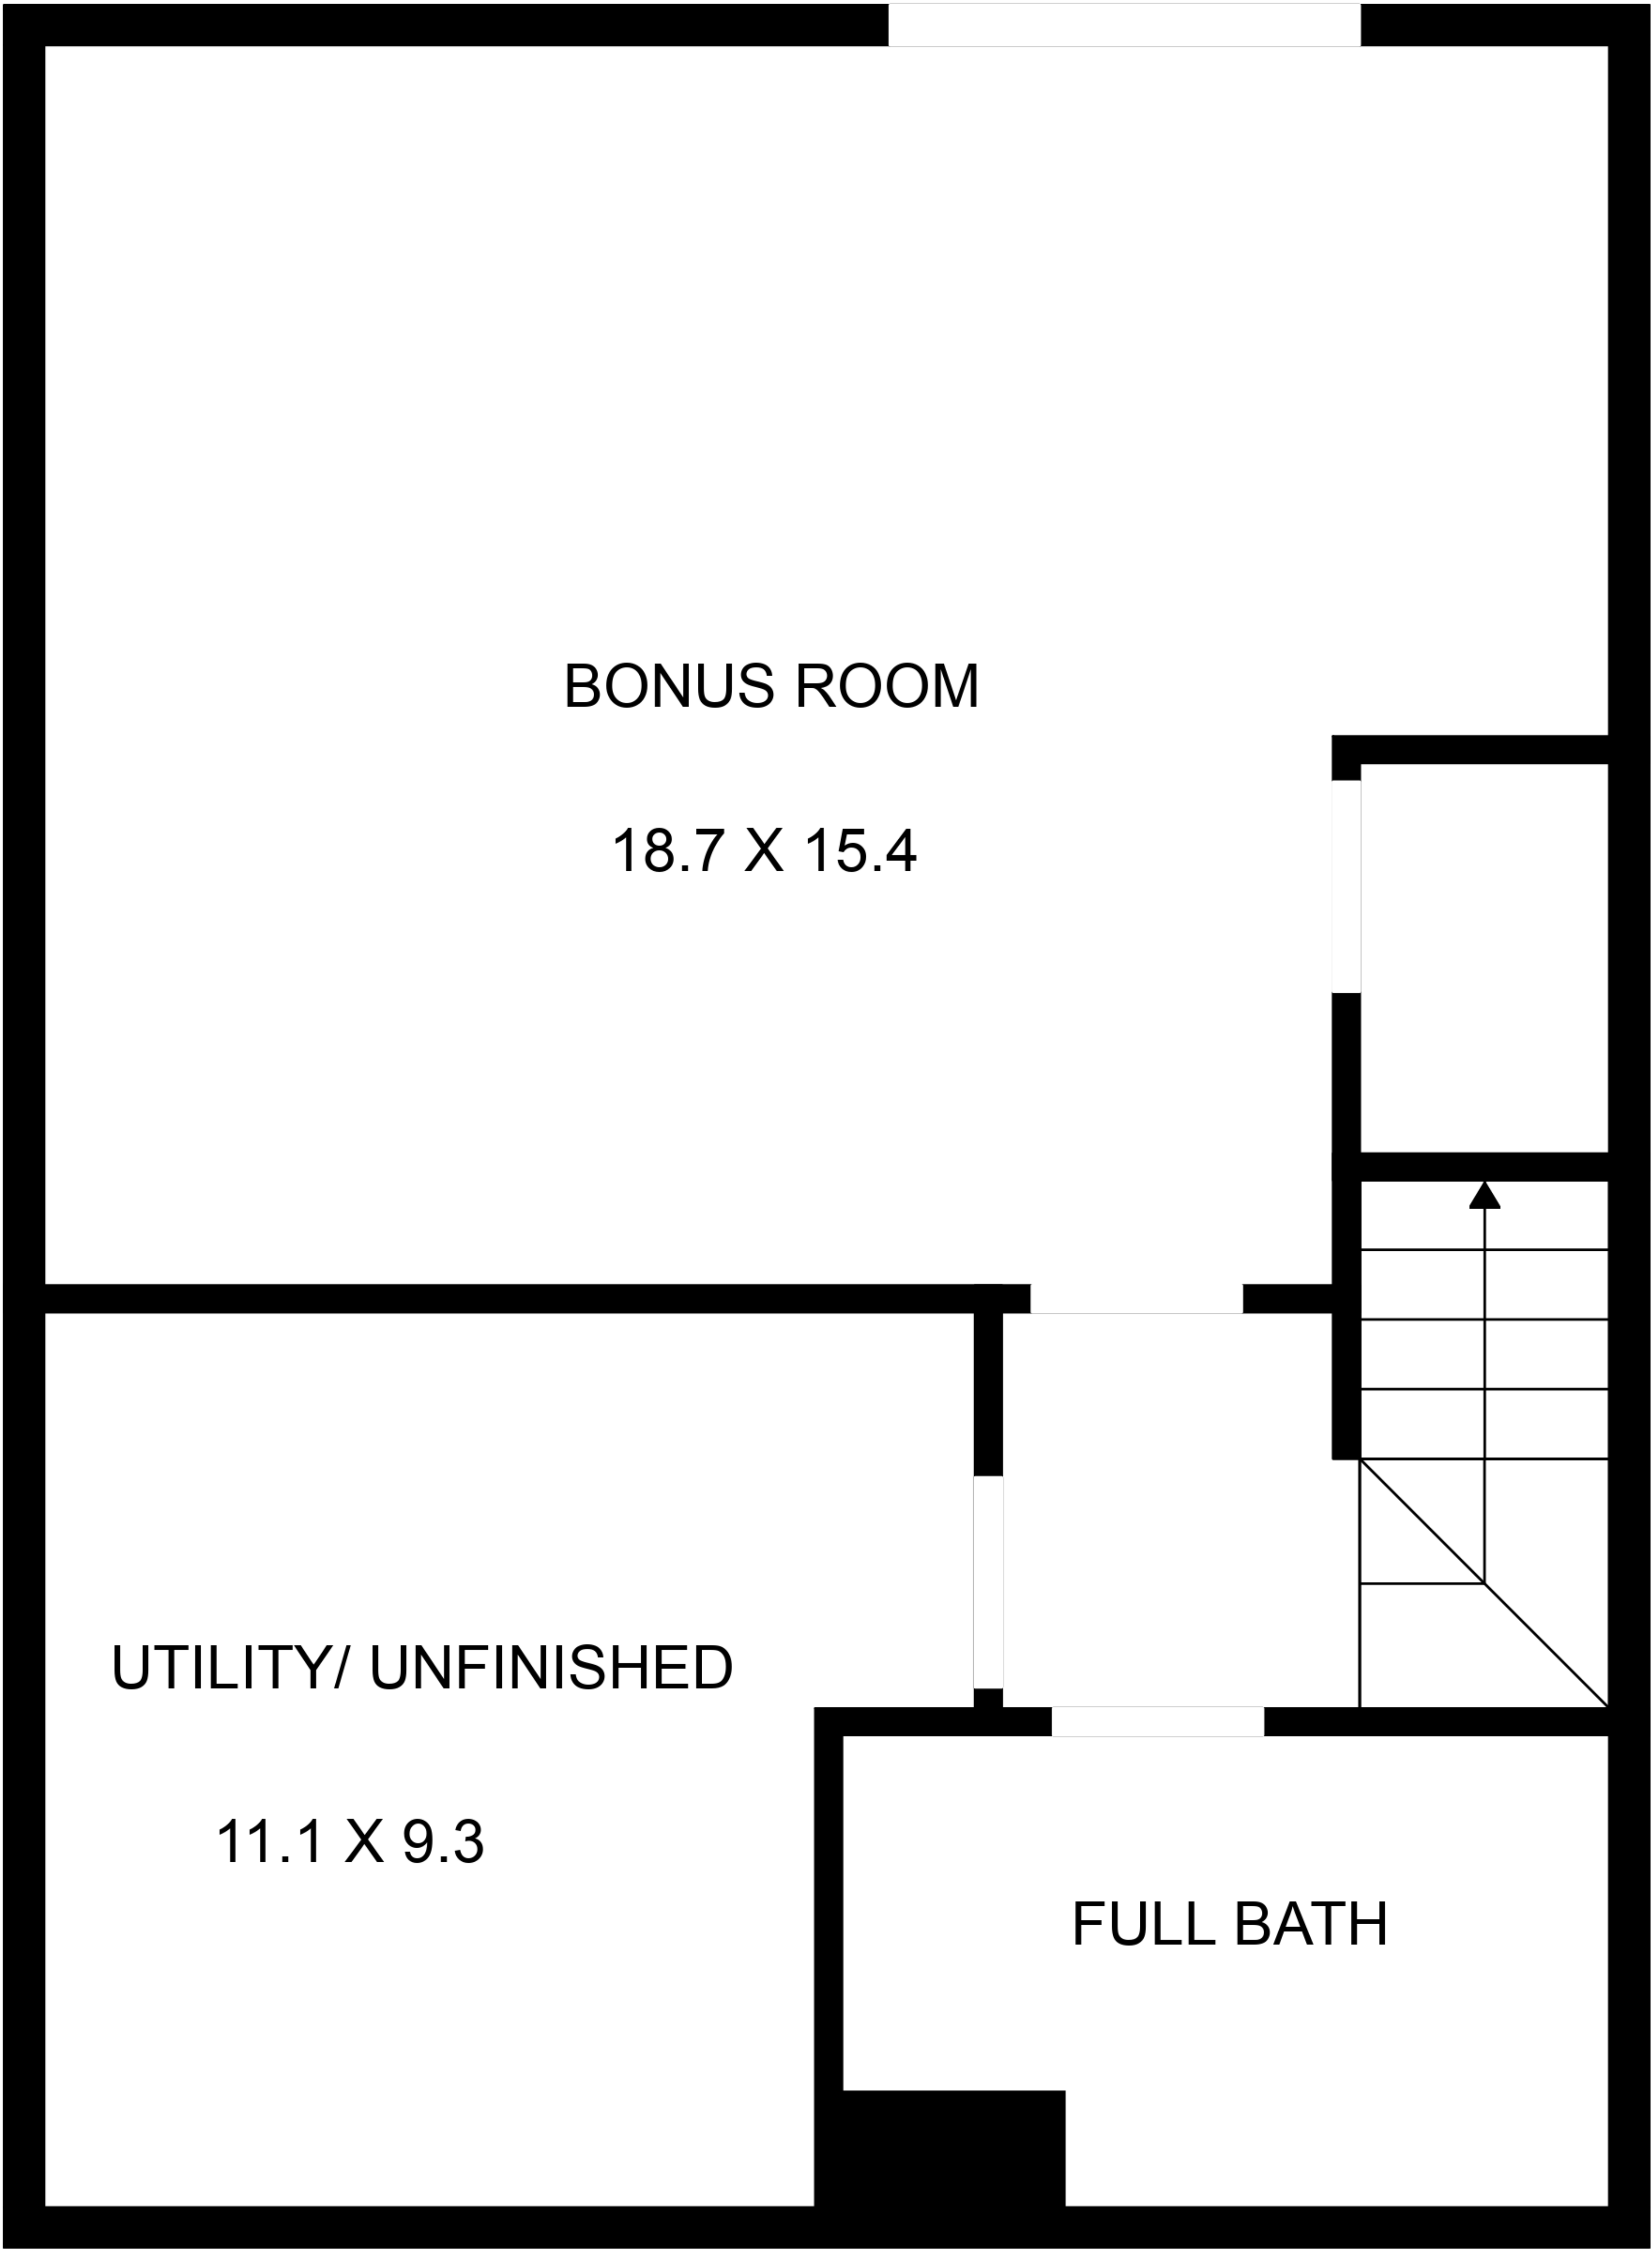 BONUS ROOM
18.7 X 15.4
UTILITY/ UNFINISHED
11.1 X 9.3
FULL BATH